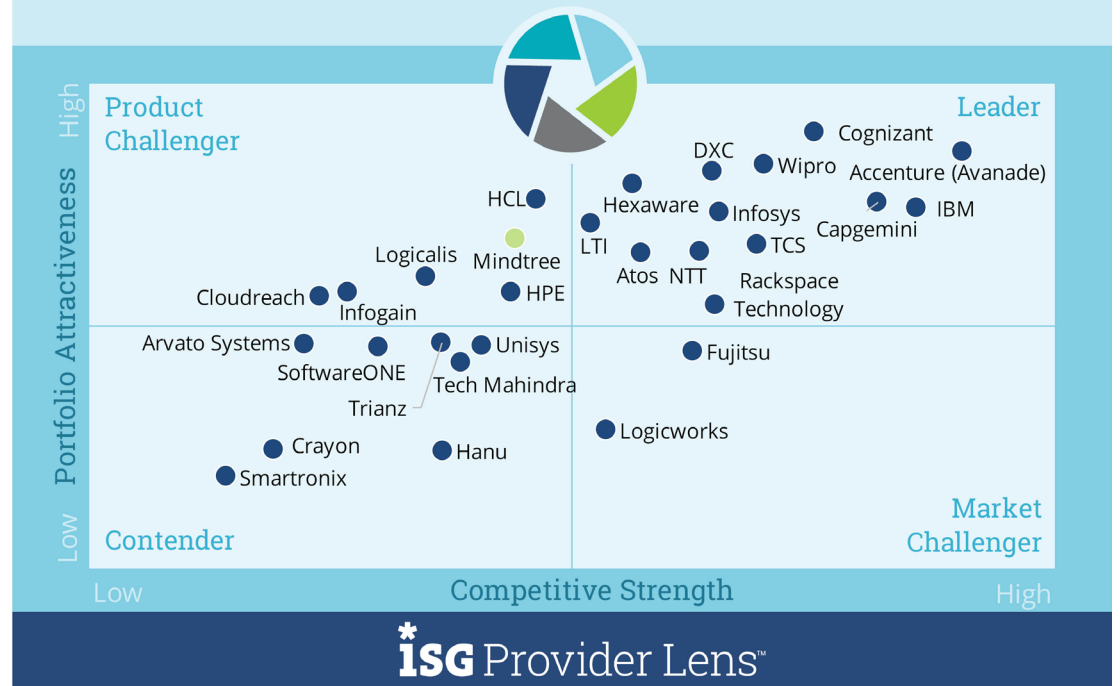 High
Product
Challenger
Leader
Cognizant
DXC
Wipro
Accenture (Avanade)
HCL
Hexaware
Infosys
IBM
Capgemini
LTI
TCS
Logicalis
Mindtree
Atos
NTT
Rackspace
Technology
Cloudreach
HPE
Infogain
Portfolio Attractiveness
Arvato Systems
Unisys
Fujitsu
SoftwareONE
Tech Mahindra
Trianz
Logicworks
Crayon
Hanu
Smartronix
Low
Contender
Market
Challenger
Low
Competitive Strength
High
*iSG Provider Lens™